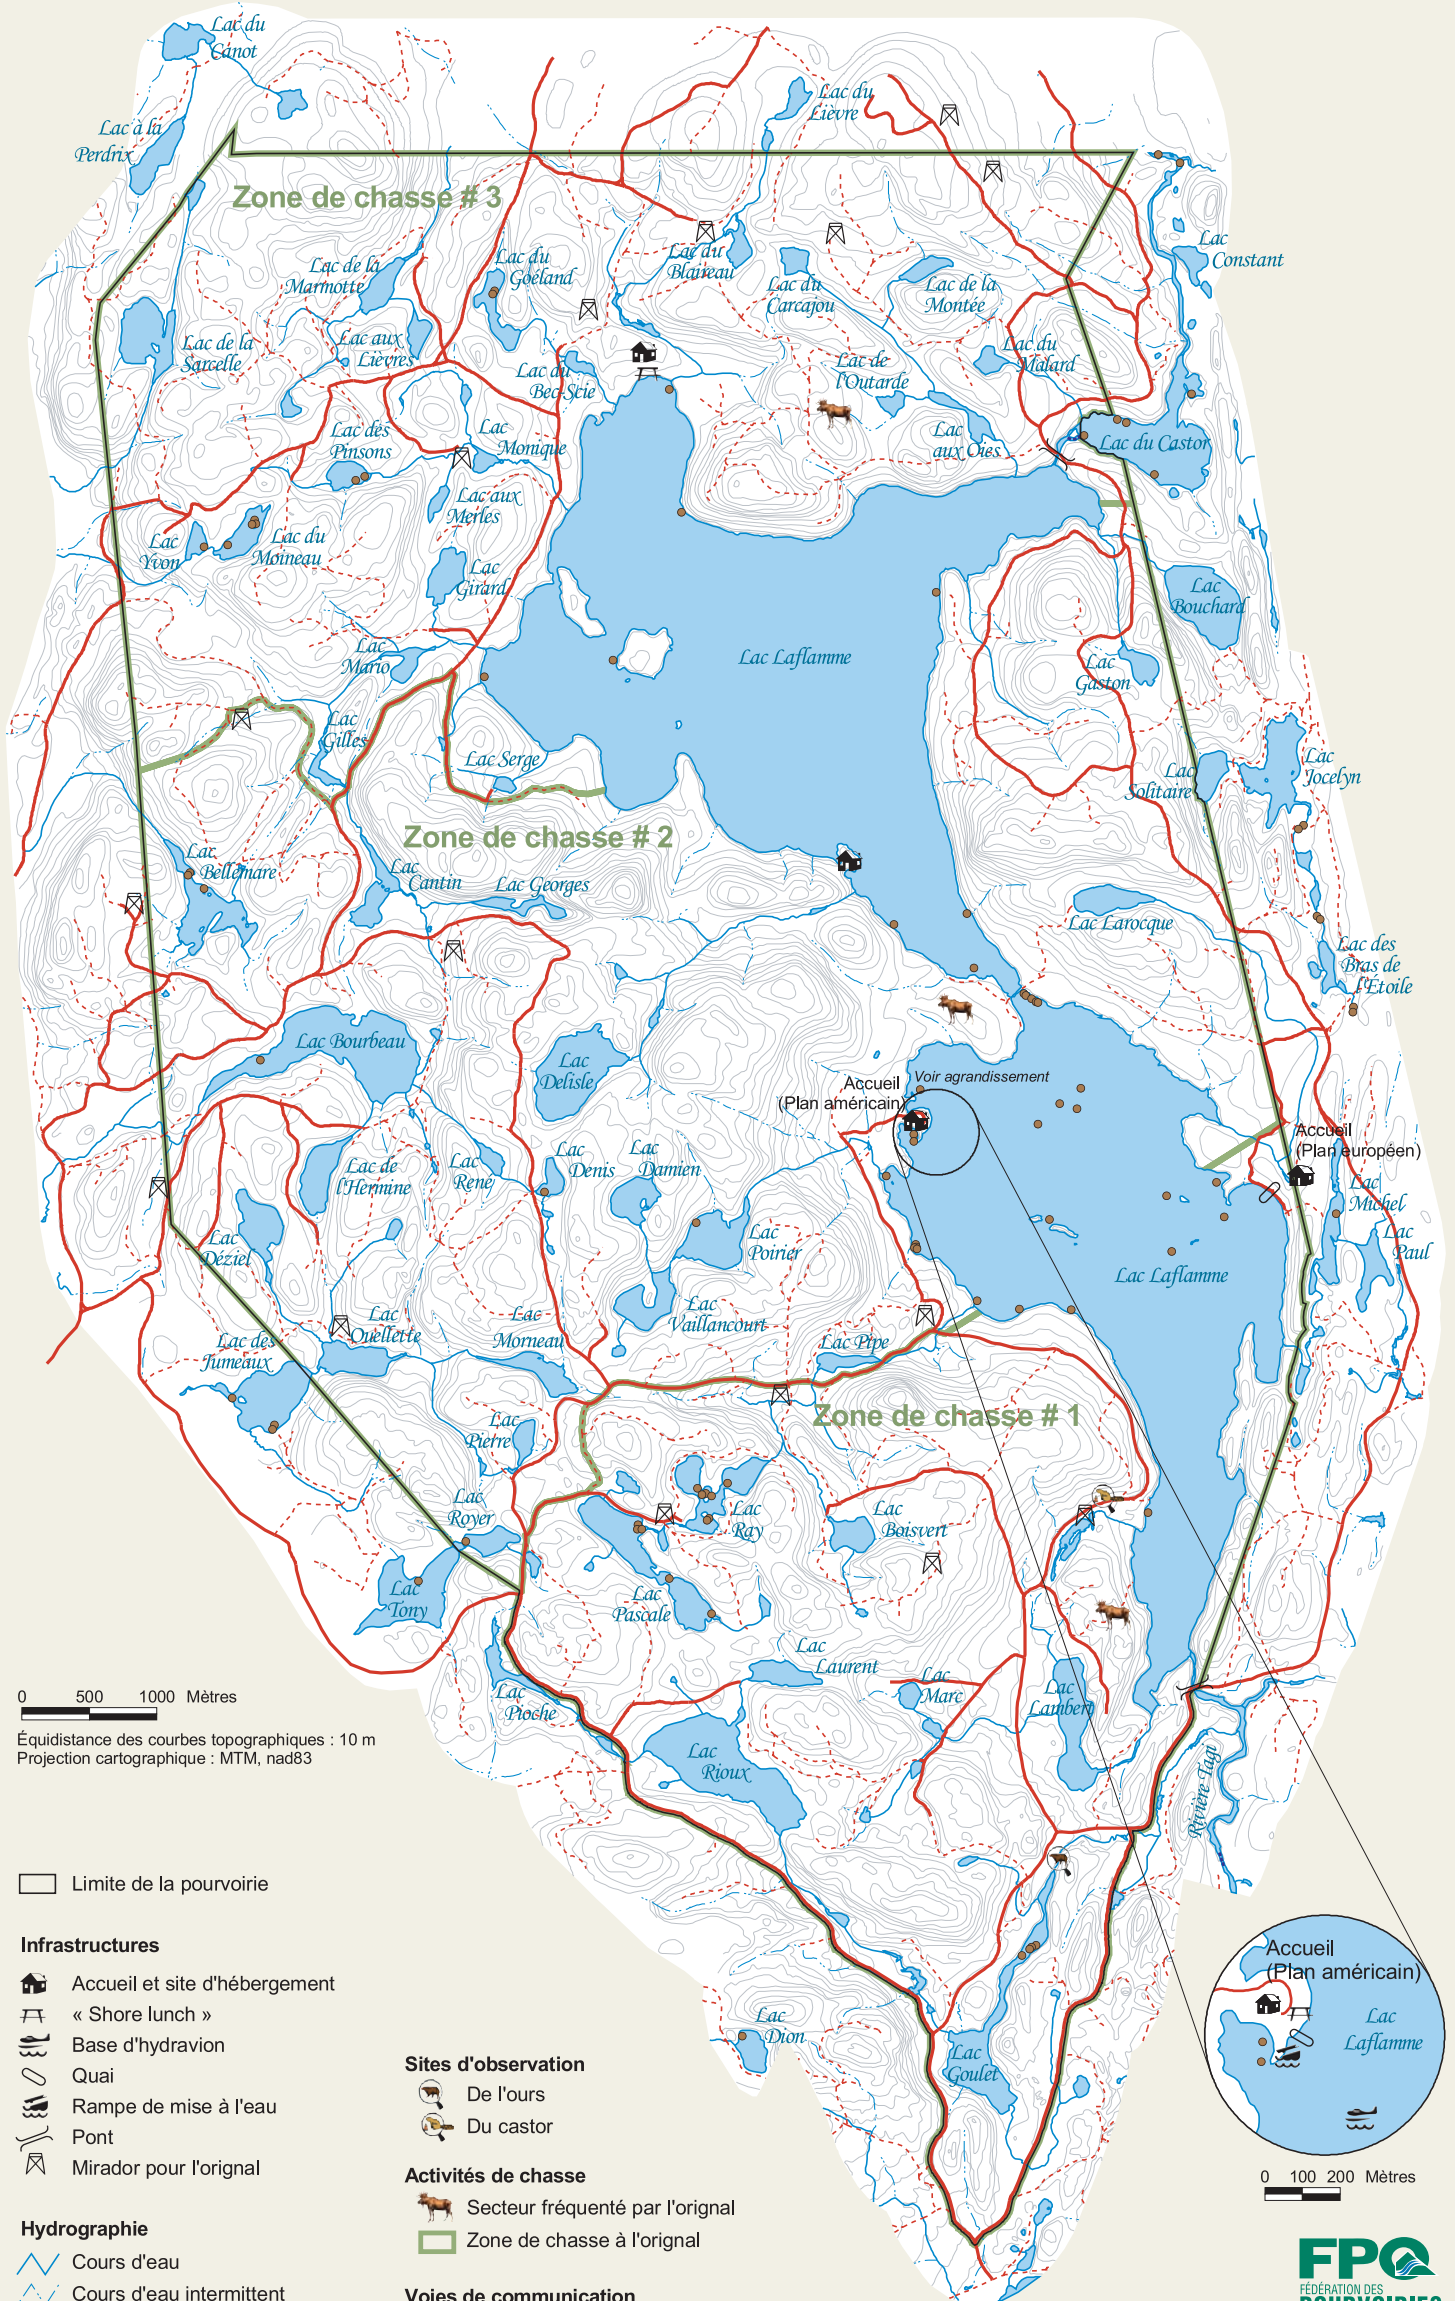 Lac du
Canot
Lac à la
Perdrix
Lac du
Lièvre
Zone de chasse # 3
Lac
Constant
Lac du
Goéland
Lac du
Blaireau
Lac de la
Marmotte
Lac du
Carcajou
Lac de la
Montée
Lac de la
Sarcelle
Lac aux
Lièvres
Lac du
Bec-Scie
Lac de
l'Outarde
Lac du
Malard
Lac des
Pinsons
Lac
Monique
Lac
aux Oies
Lac du Castor
Lac aux
Merles
Lac
Yvon
Lac du
Moineau
Lac
Girard
Lac
Bouchard
Lac
Mario
Lac Laflamme
Lac
Gaston
Lac
Gilles
Lac Serge
Lac
Solitaire
Lac
Jocelyn
Zone de chasse # 2
Lac
Bellemare
Lac
Cantin
Lac Georges
Lac Larocque
Lac des
Bras de
l'Étoile
Lac Bourbeau
Lac
Delisle
Accueil
(Plan américain)
Voir agrandissement
Accueil
(Plan européen)
Lac de
l'Hermine
Lac
René
Lac
Denis
Lac
Damien
Lac
Michel
Lac
Déziel
Lac
Poirier
Lac
Paul
Lac Laflamme
Lac
Ouellette
Lac
Morneau
Lac
Vaillancourt
Lac des
Jumeaux
Lac Pipe
Zone de chasse # 1
Lac
Pierre
Lac
Royer
Lac
Ray
Lac
Boisvert
Lac
Tony
Lac
Pascale
Lac
Laurent
Lac
Marc
Lac
Lambert
Lac
Pioche
Lac
Rioux
Rivière Tagi
0 500 1000 Mètres
Équidistance des courbes topographiques : 10 m
Projection cartographique : MTM, nad83
Limite de la pourvoirie
Infrastructures
Accueil et site d'hébergement
« Shore lunch »
Base d'hydravion
Quai
Rampe de mise à l'eau
Pont
Mirador pour l'orignal
Hydrographie
Cours d'eau
Cours d'eau intermittent
Lac
Dion
Lac
Goulet
Sites d'observation
De l'ours
Du castor
Activités de chasse
Secteur fréquenté par l'orignal
Zone de chasse à l'orignal
Voies de communication
Accueil
(Plan américain)
Lac
Laflamme
0 100 200 Mètres
FPQ
FÉDÉRATION DES
POURVOIRIES